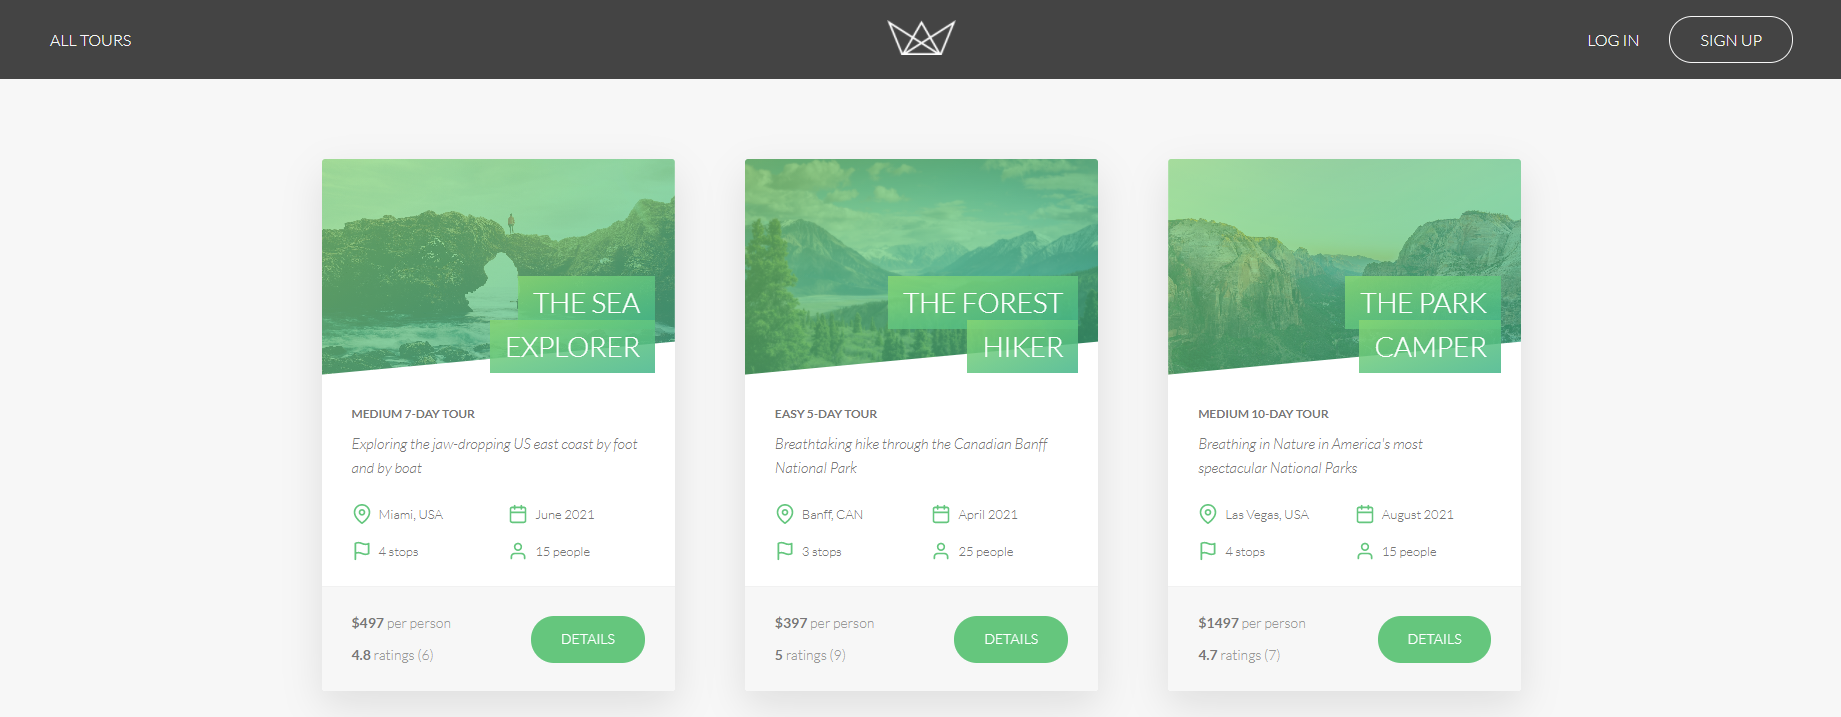 ALL TOURS
LOG IN
SIGN UP
THE SEA
EXPLORER
MEDIUM 7-DAY TOUR
Exploring the jaw-dropping US east coast by foot
and by boat
Miami, USA
June 2021
4 stops
15 people
$497 per person
4.8 ratings (6)
DETAILS
THE FOREST
HIKER
EASY 5-DAY TOUR
Breathtaking hike through the Canadian Banff
National Park
Banff, CAN
April 2021
3 stops
25 people
$397 per person
5 ratings (9)
DETAILS
THE PARK
CAMPER
MEDIUM 10-DAY TOUR
Breathing in Nature in America's most
spectacular National Parks
Las Vegas, USA
August 2021
4 stops
15 people
$1497 per person
4.7 ratings (7)
DETAILS